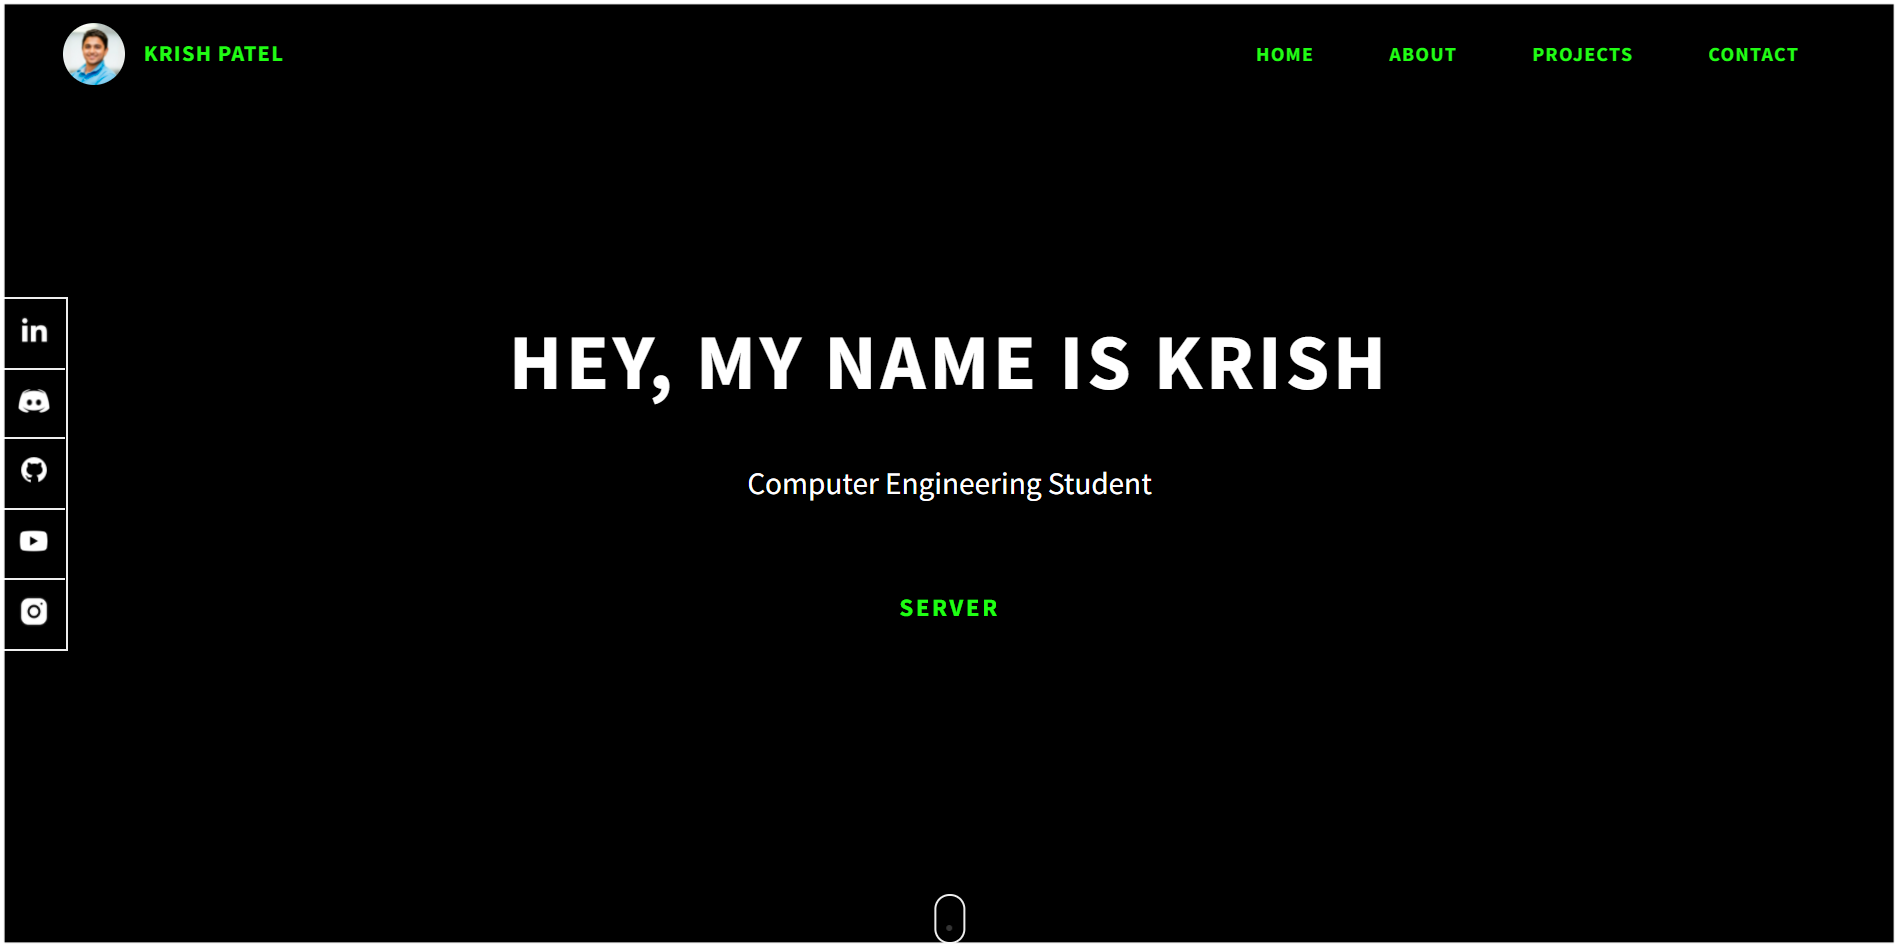 KRISH PATEL
HOME
ABOUT
PROJECTS
CONTACT
in
HEY, MY NAME IS KRISH
Computer Engineering Student
SERVER